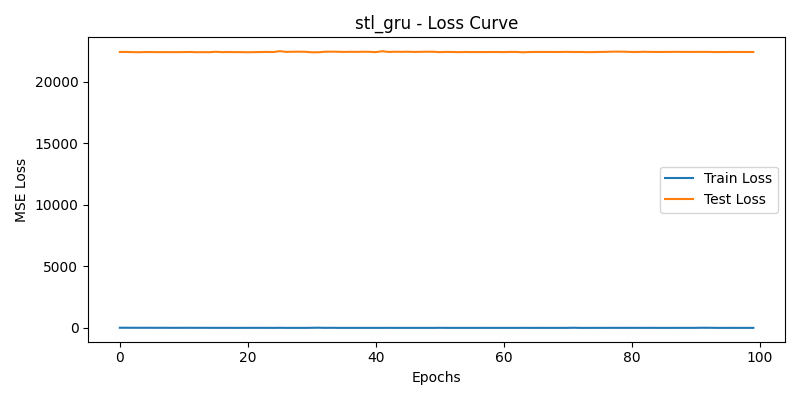 stl_gru - Loss Curve
20000
15000
10000
5000
0
MSE Loss
Train Loss
Test Loss
0 20 40 60 80 100
Epochs